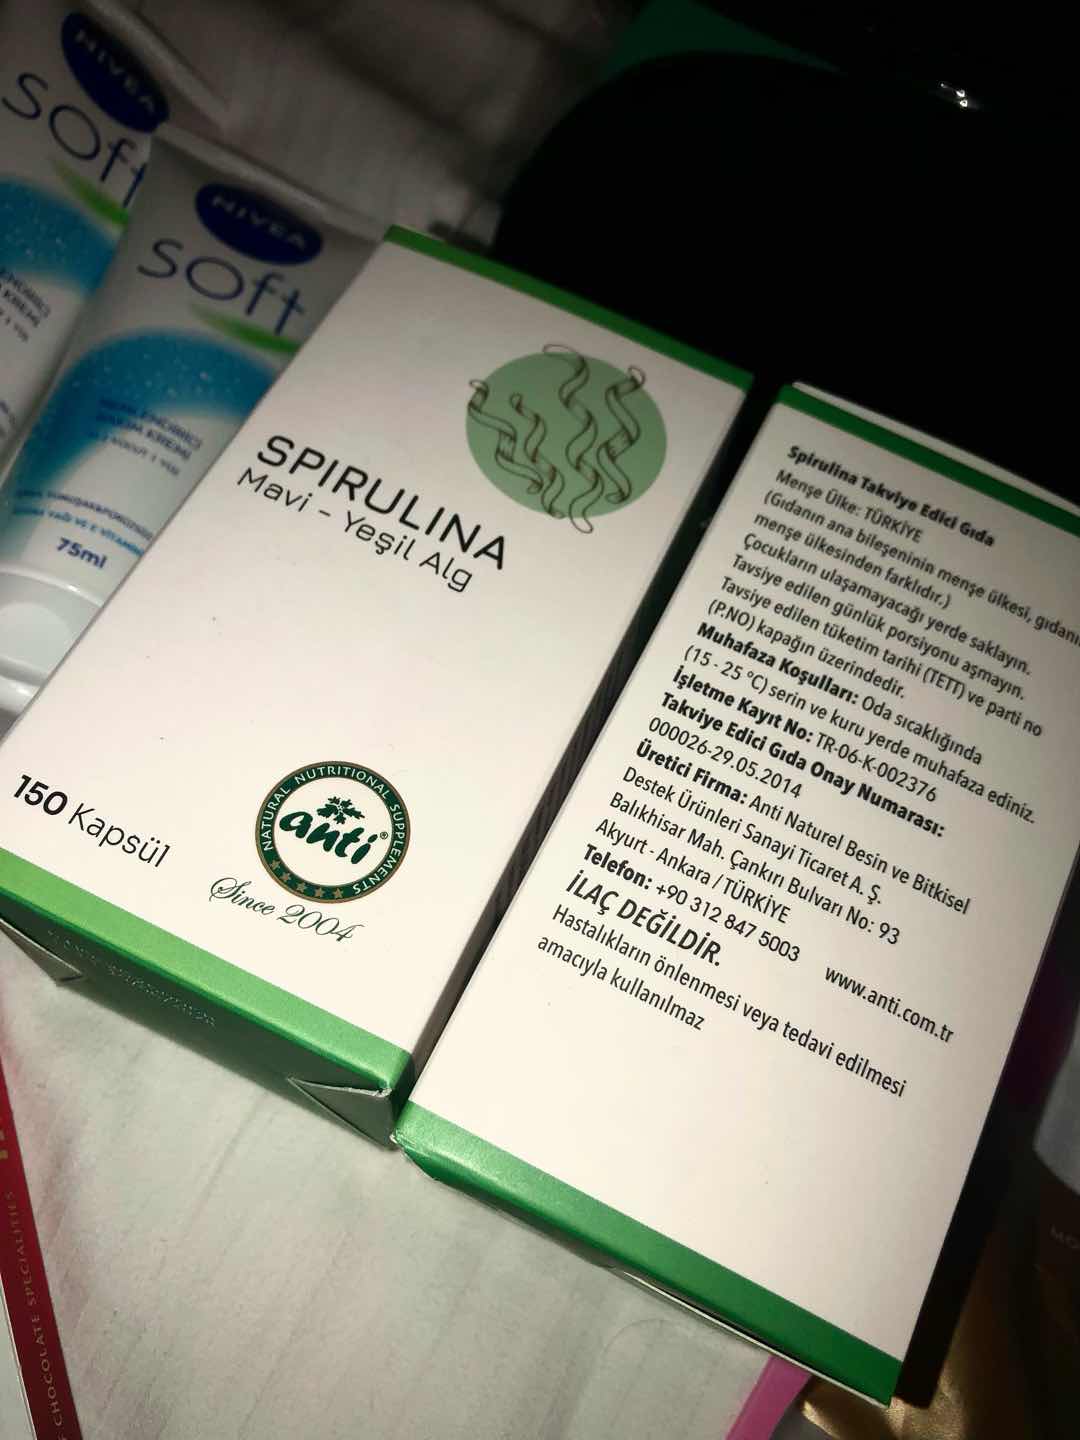 NIVEA
soft
NIVEA
soft
75ml
SPIRULINA
Mavi - Yeşil Alg
150 Kapsül
NATURAL NUTRITIONAL SUPPLEMENTS
anti®
Since 2004
Spirulina Takviye Edici Gıda
Menşe Ülke: TÜRKİYE
(Gıdanın ana bileşeninin menşe ülkesi, gıdanın
menşe ülkesinden farklıdır.)
Çocukların ulaşamayacağı yerde saklayın.
Tavsiye edilen günlük porsiyonu aşmayın.
Tavsiye edilen tüketim tarihi (TETT) ve parti no
(P.NO) kapağın üzerindedir.
Muhafaza Koşulları: Oda sıcaklığında
(15 - 25 °C) serin ve kuru yerde muhafaza ediniz.
İşletme Kayıt No: TR-06-K-002376
Takviye Edici Gıda Onay Numarası:
000026-29.05.2014
Üretici Firma: Anti Naturel Besin ve Bitkisel
Destek Ürünleri Sanayi Ticaret A. Ş.
Balıkhisar Mah. Çankırı Bulvarı No: 93
Akyurt - Ankara / TÜRKİYE
Telefon: +90 312 847 5003 www.anti.com.tr
İLAÇ DEĞİLDİR.
Hastalıkların önlenmesi veya tedavi edilmesi
amacıyla kullanılmaz
CHOCOLATE SPECIALITIES